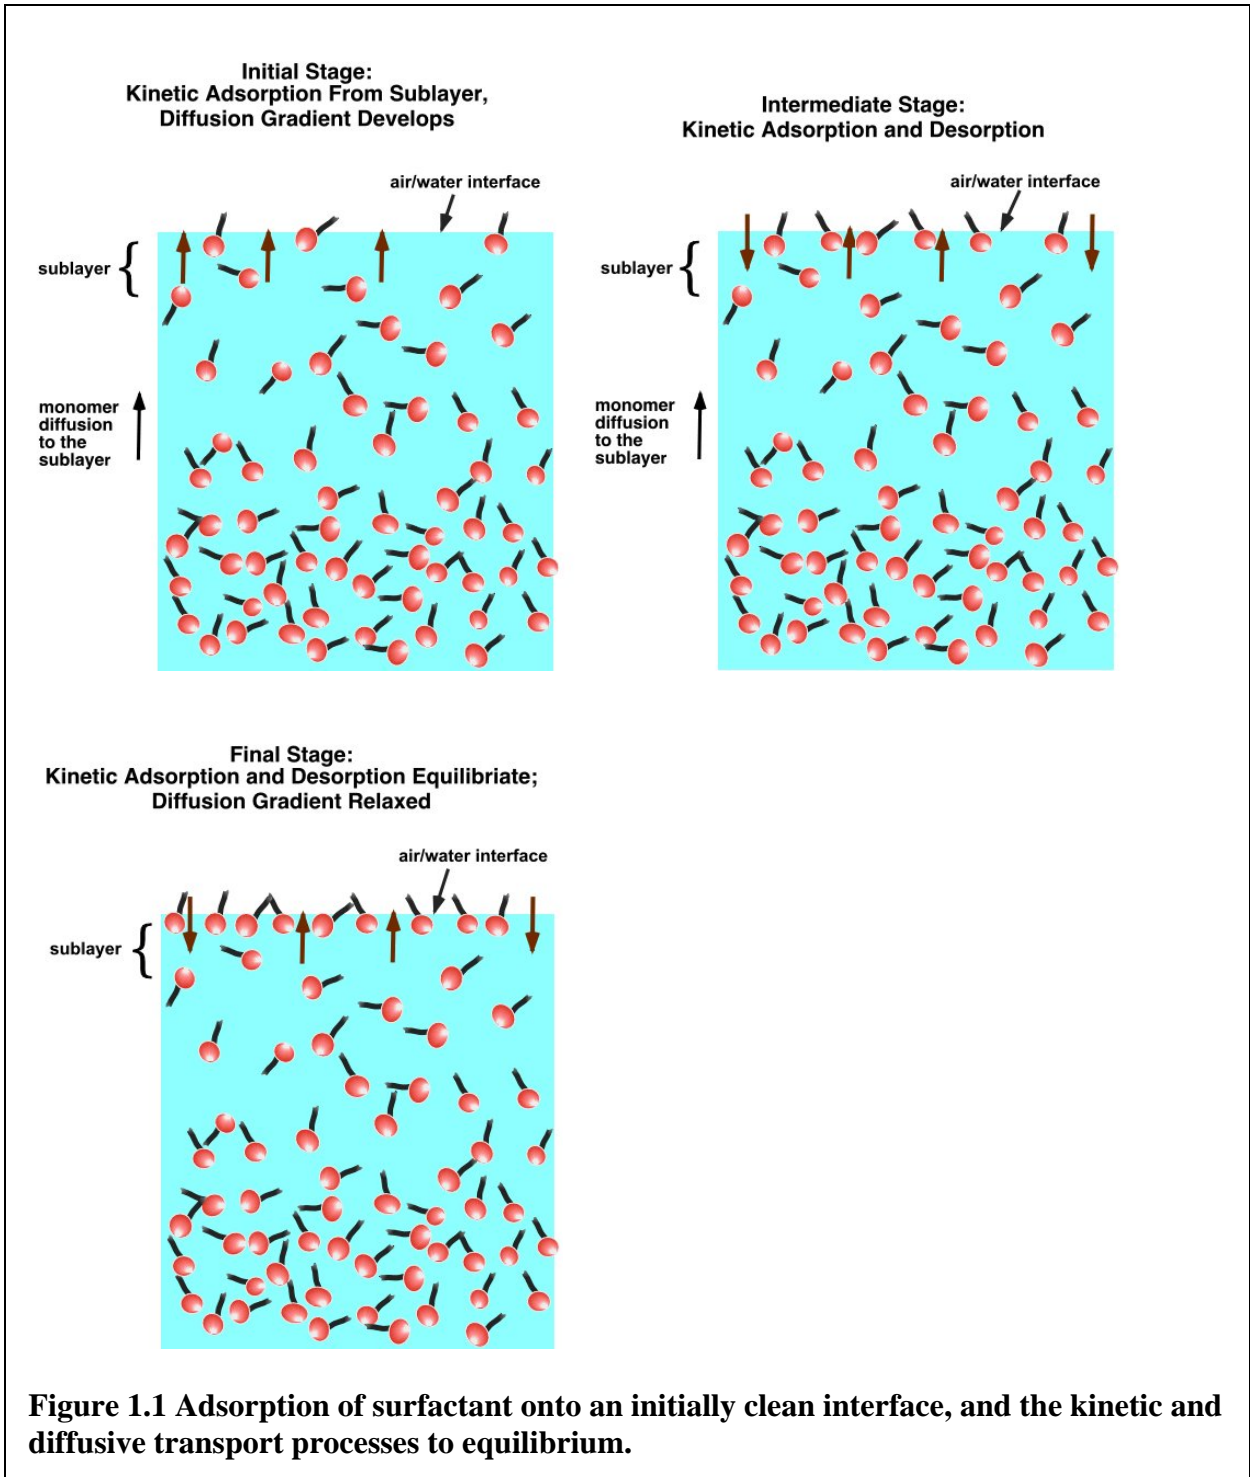 Initial Stage:
Kinetic Adsorption From Sublayer,
Diffusion Gradient Develops
air/water interface
sublayer
monomer
diffusion
to the
sublayer
Intermediate Stage:
Kinetic Adsorption and Desorption
air/water interface
sublayer
monomer
diffusion
to the
sublayer
Final Stage:
Kinetic Adsorption and Desorption Equilibriate;
Diffusion Gradient Relaxed
air/water interface
sublayer
Figure 1.1 Adsorption of surfactant onto an initially clean interface, and the kinetic and
diffusive transport processes to equilibrium.